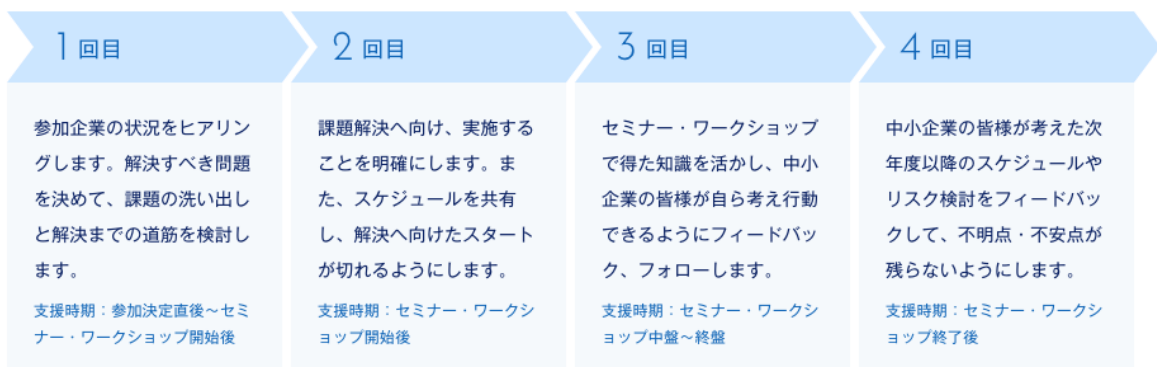 1 回目
参加企業の状況をヒアリン
グします。解決すべき問題
を決めて、課題の洗い出し
と解決までの道筋を検討し
ます。
支援時期：参加決定直後～セミ
ナー・ワークショップ開始後
2 回目
課題解決へ向け、実施する
ことを明確にします。ま
た、スケジュールを共有
し、解決へ向けたスタート
が切れるようにします。
支援時期：セミナー・ワークシ
ョップ開始後
3 回目
セミナー・ワークショップ
で得た知識を活かし、中小
企業の皆様が自ら考え行動
できるようにフィードバッ
ク、フォローします。
支援時期：セミナー・ワークシ
ョップ中盤～終盤
4 回目
中小企業の皆様が考えた次
年度以降のスケジュールや
リスク検討をフィードバッ
クして、不明点・不安点が
残らないようにします。
支援時期：セミナー・ワークシ
ョップ終了後